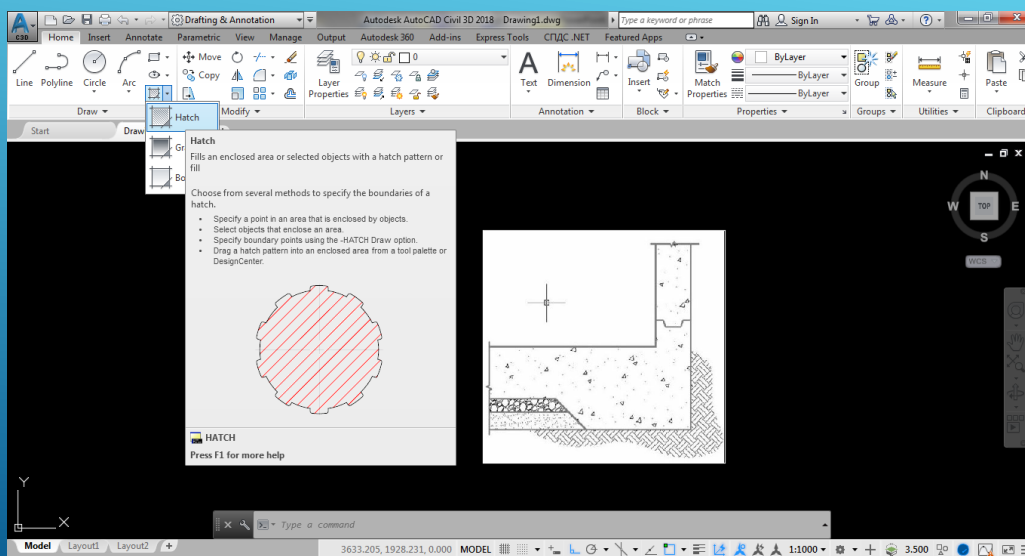 Drafting & Annotation
Autodesk AutoCAD Civil 3D 2018 Drawing1.dwg
Type a keyword or phrase
Sign In
C3D
Home Insert Annotate Parametric View Manage Output Autodesk 360 Add-ins Express Tools СПДС .NET Featured Apps
Line Polyline Circle Arc
Move
Copy
Layer
Properties
0
Text Dimension
Insert
Match
Properties
ByLayer
ByLayer
ByLayer
Group
Measure
Paste
Draw Modify Layers Annotation Block Properties Groups Utilities Clipboard
Start Draw
Hatch
Gr
Bo
Hatch
Fills an enclosed area or selected objects with a hatch pattern or
fill
Choose from several methods to specify the boundaries of a
hatch.
• Specify a point in an area that is enclosed by objects.
• Select objects that enclose an area.
• Specify boundary points using the -HATCH Draw option.
• Drag a hatch pattern into an enclosed area from a tool palette or
DesignCenter.
HATCH
Press F1 for more help
N
W TOP E
S
WCS
Y
X
Type a command
Model Layout1 Layout2 +
3633.205, 1928.231, 0.000 MODEL 1:1000 3.500